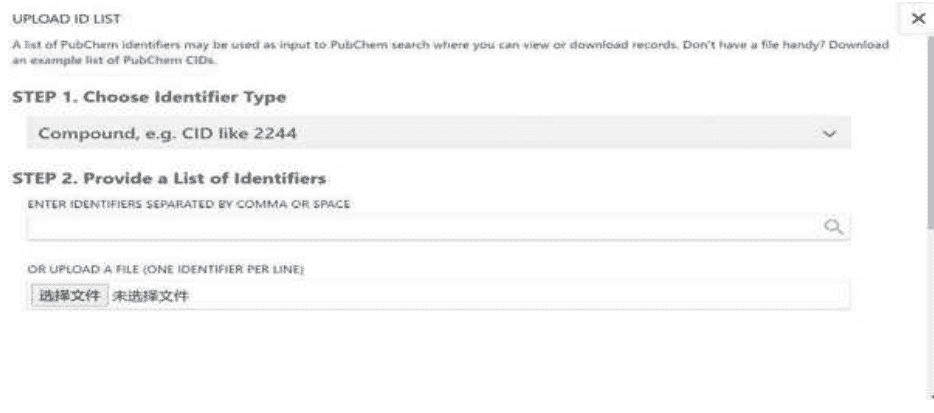 UPLOAD ID LIST
A list of PubChem identifiers may be used as input to PubChem search where you can view or download records. Don't have a file handy? Download
an example list of PubChem CIDs.
STEP 1. Choose Identifier Type
Compound, e.g. CID like 2244
STEP 2. Provide a List of Identifiers
ENTER IDENTIFIERS SEPARATED BY COMMA OR SPACE
OR UPLOAD A FILE (ONE IDENTIFIER PER LINE)
选择文件 未选择文件